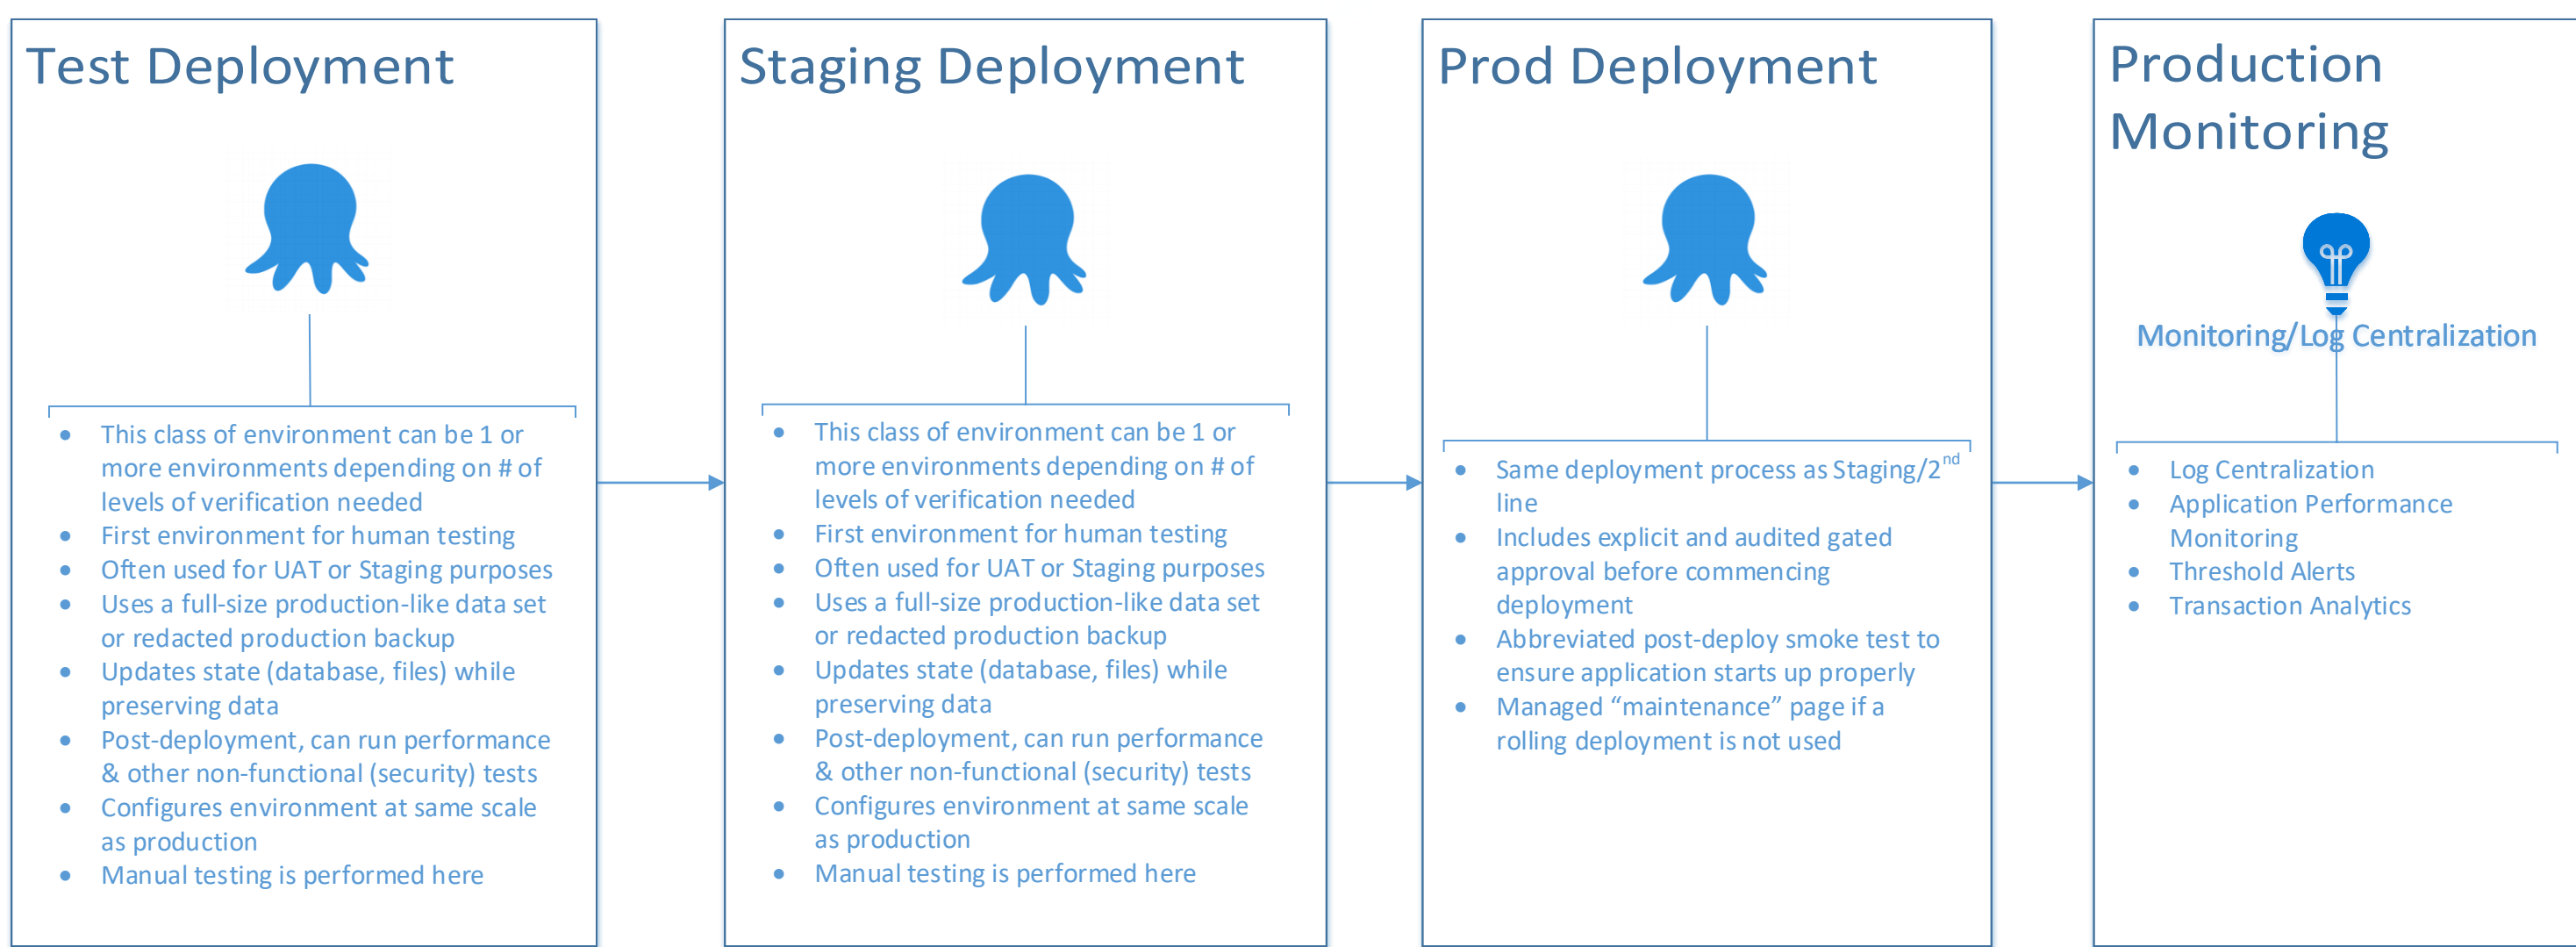 Test Deployment
• This class of environment can be 1 or
more environments depending on # of
levels of verification needed
• First environment for human testing
• Often used for UAT or Staging purposes
• Uses a full-size production-like data set
or redacted production backup
• Updates state (database, files) while
preserving data
• Post-deployment, can run performance
& other non-functional (security) tests
• Configures environment at same scale
as production
• Manual testing is performed here
Staging Deployment
• This class of environment can be 1 or
more environments depending on # of
levels of verification needed
• First environment for human testing
• Often used for UAT or Staging purposes
• Uses a full-size production-like data set
or redacted production backup
• Updates state (database, files) while
preserving data
• Post-deployment, can run performance
& other non-functional (security) tests
• Configures environment at same scale
as production
• Manual testing is performed here
Prod Deployment
• Same deployment process as Staging/2nd
line
• Includes explicit and audited gated
approval before commencing
deployment
• Abbreviated post-deploy smoke test to
ensure application starts up properly
• Managed “maintenance” page if a
rolling deployment is not used
Production
Monitoring
Monitoring/Log Centralization
• Log Centralization
• Application Performance
Monitoring
• Threshold Alerts
• Transaction Analytics